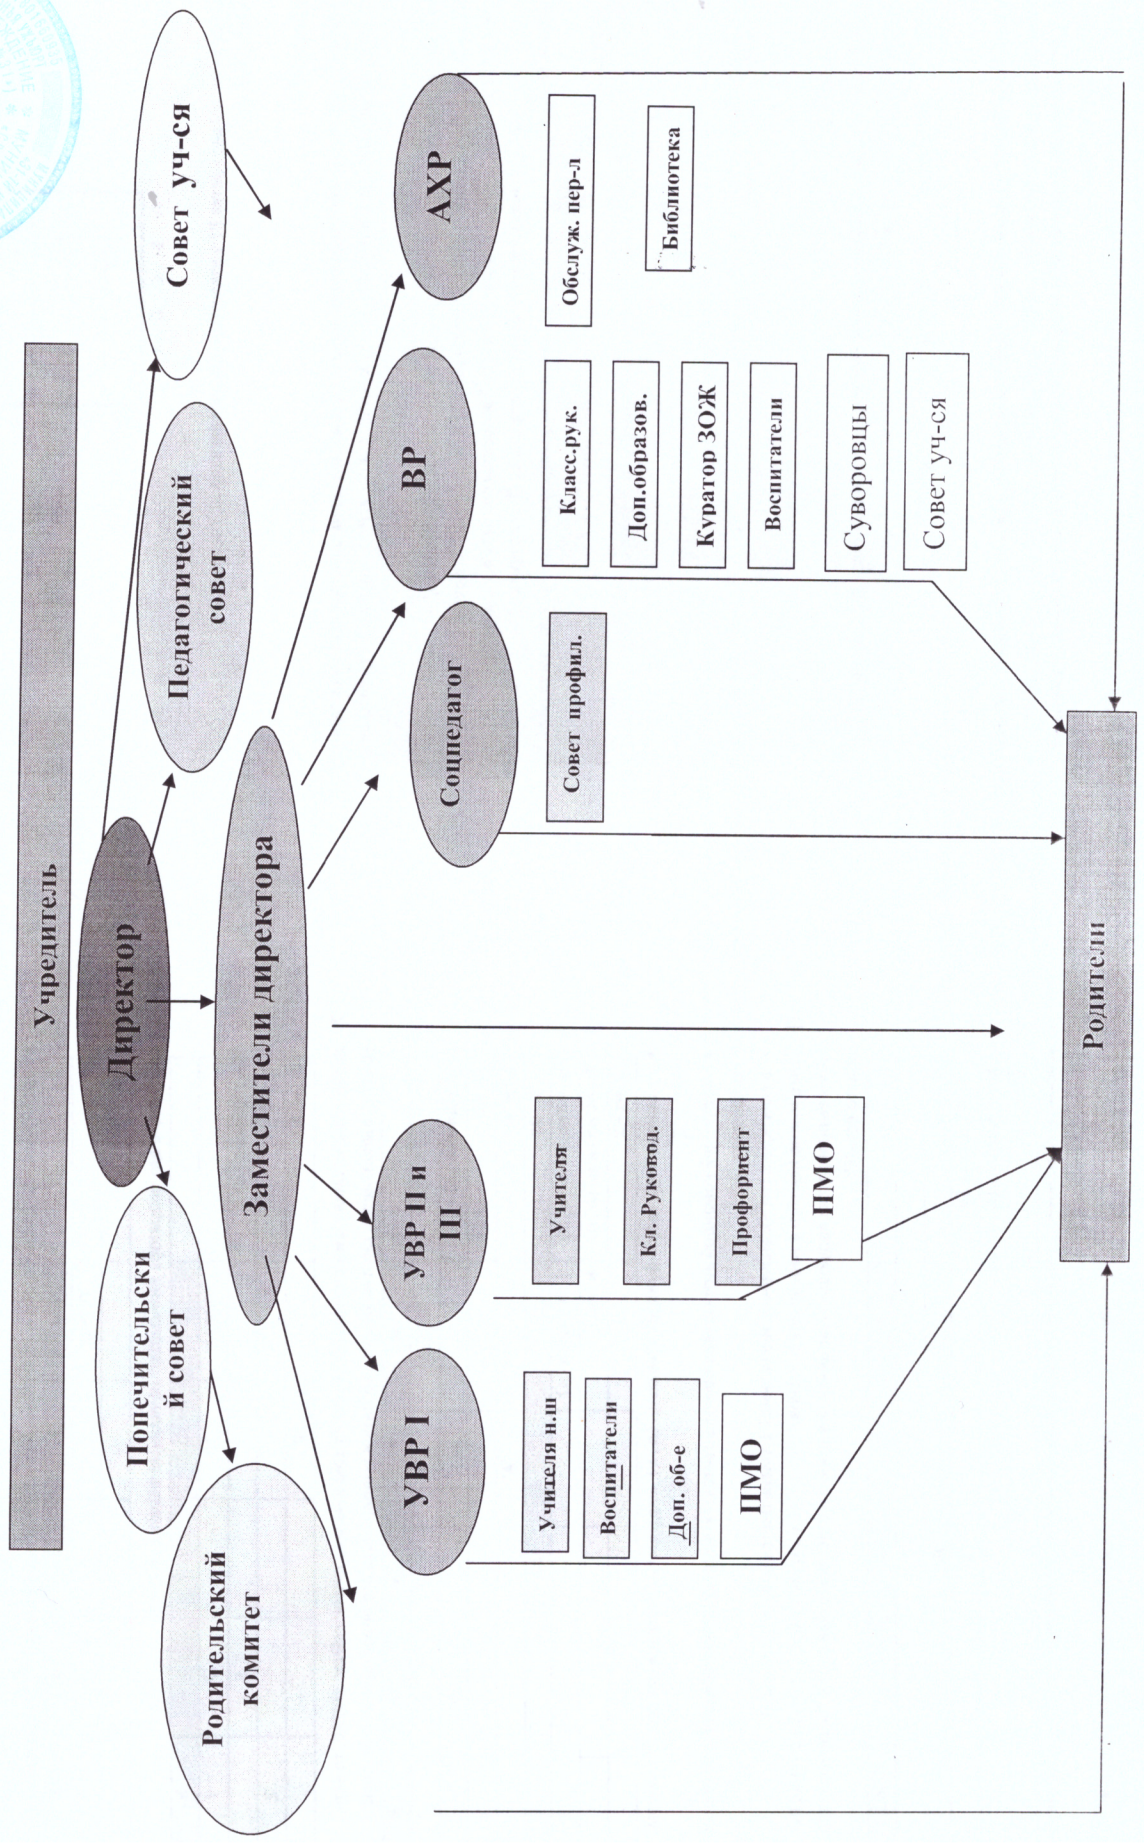 Учредитель
Директор
Попечительски
й совет
Педагогический
совет
Совет уч-ся
Родительский
комитет
Заместители директора
УВР I
УВР II и
III
Соцпедагог
ВР
АХР
Учителя н.ш
Воспитатели
Доп. об-е
ПМО
Учителя
Кл. Руковод.
Профориент
ПМО
Совет профил.
Класс.рук.
Доп.образов.
Куратор ЗОЖ
Воспитатели
Суворовцы
Совет уч-ся
Обслуж. пер-л
Библиотека
Родители